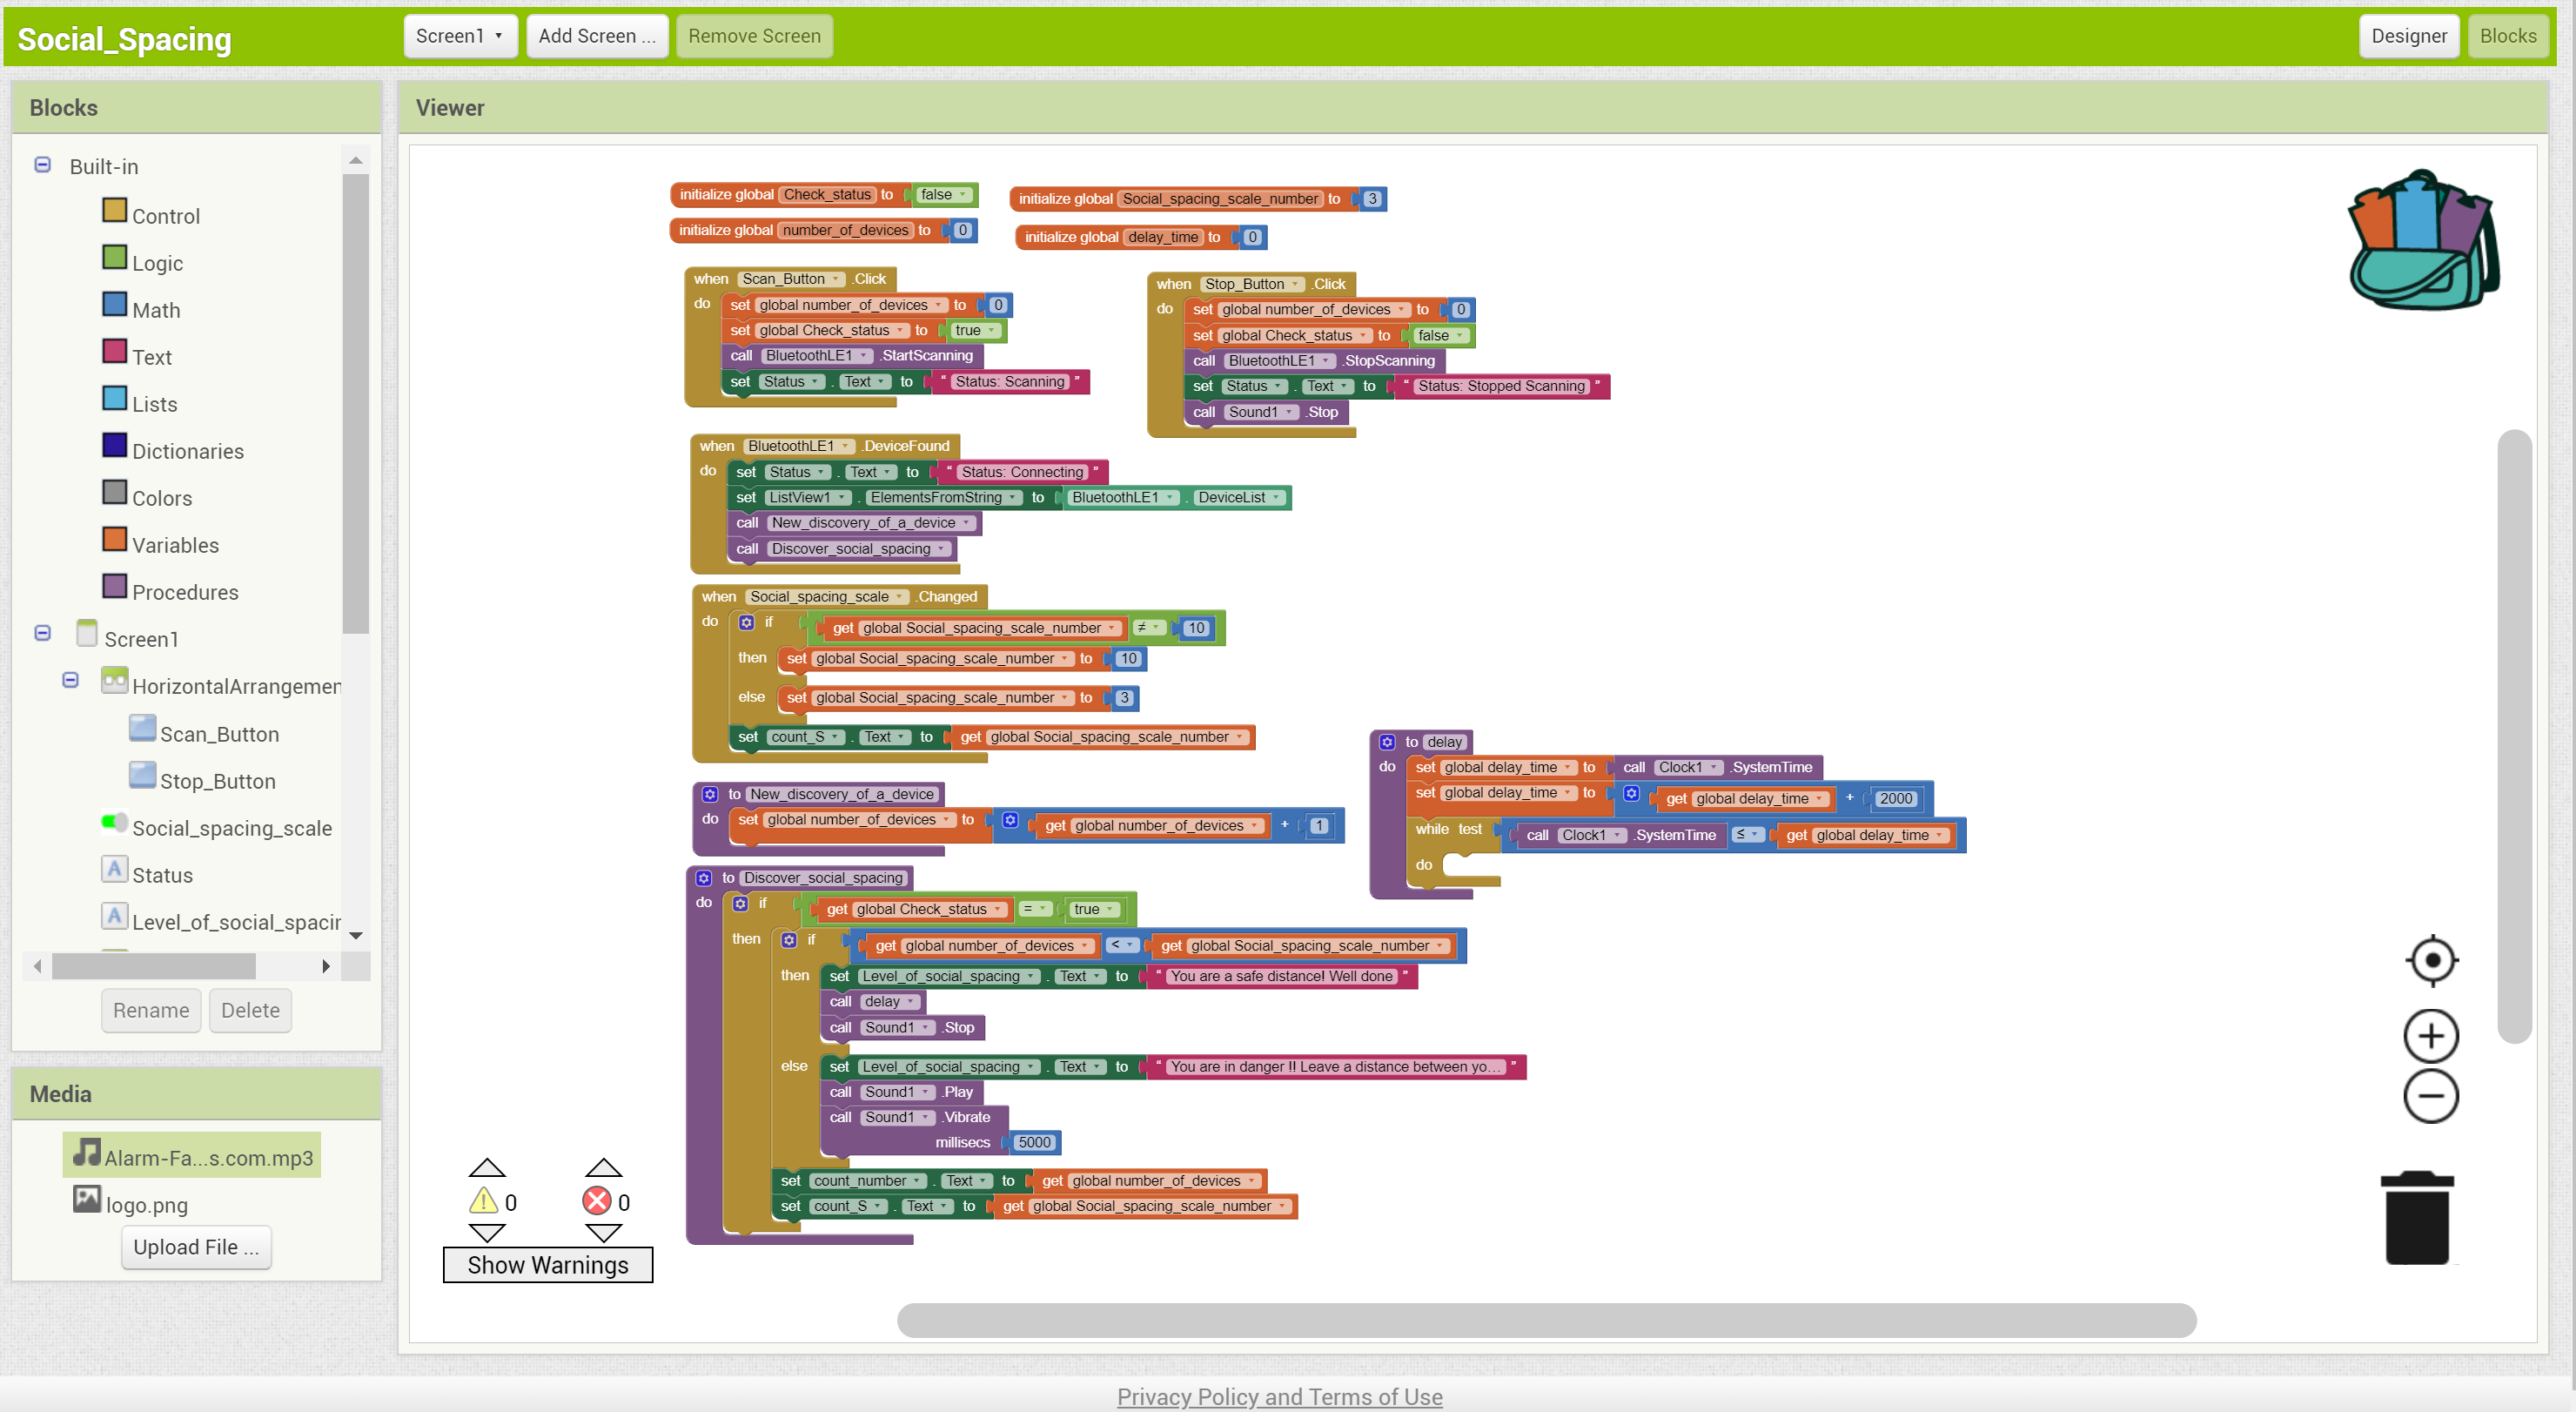 Social_Spacing
Screen1
Add Screen ...
Remove Screen
Designer
Blocks
Blocks
Built-in
Control
Logic
Math
Text
Lists
Dictionaries
Colors
Variables
Procedures
Screen1
HorizontalArrangemen
Scan_Button
Stop_Button
Social_spacing_scale
Status
Level_of_social_spacin
Rename
Delete
Media
Alarm-Fa...s.com.mp3
logo.png
Upload File ...
Viewer
initialize global Check_status to false
initialize global Social_spacing_scale_number to 3
initialize global number_of_devices to 0
initialize global delay_time to 0
when Scan_Button .Click
do set global number_of_devices to 0
set global Check_status to true
call BluetoothLE1 .StartScanning
set Status . Text to “ Status: Scanning ”
when Stop_Button .Click
do set global number_of_devices to 0
set global Check_status to false
call BluetoothLE1 .StopScanning
set Status . Text to “ Status: Stopped Scanning ”
call Sound1 .Stop
when BluetoothLE1 .DeviceFound
do set Status . Text to “ Status: Connecting ”
set ListView1 . ElementsFromString to BluetoothLE1 . DeviceList
call New_discovery_of_a_device
call Discover_social_spacing
when Social_spacing_scale .Changed
do if get global Social_spacing_scale_number ≠ 10
then set global Social_spacing_scale_number to 10
else set global Social_spacing_scale_number to 3
set count_S . Text to get global Social_spacing_scale_number
to delay
do set global delay_time to call Clock1 .SystemTime
set global delay_time to get global delay_time + 2000
while test call Clock1 .SystemTime ≤ get global delay_time
do
to New_discovery_of_a_device
do set global number_of_devices to get global number_of_devices + 1
to Discover_social_spacing
do if get global Check_status = true
then if get global number_of_devices < get global Social_spacing_scale_number
then set Level_of_social_spacing . Text to “ You are a safe distance! Well done ”
call delay
call Sound1 .Stop
else set Level_of_social_spacing . Text to “ You are in danger !! Leave a distance between yo... ”
call Sound1 .Play
call Sound1 .Vibrate
millisecs 5000
set count_number . Text to get global number_of_devices
set count_S . Text to get global Social_spacing_scale_number
0
0
Show Warnings
Privacy Policy and Terms of Use